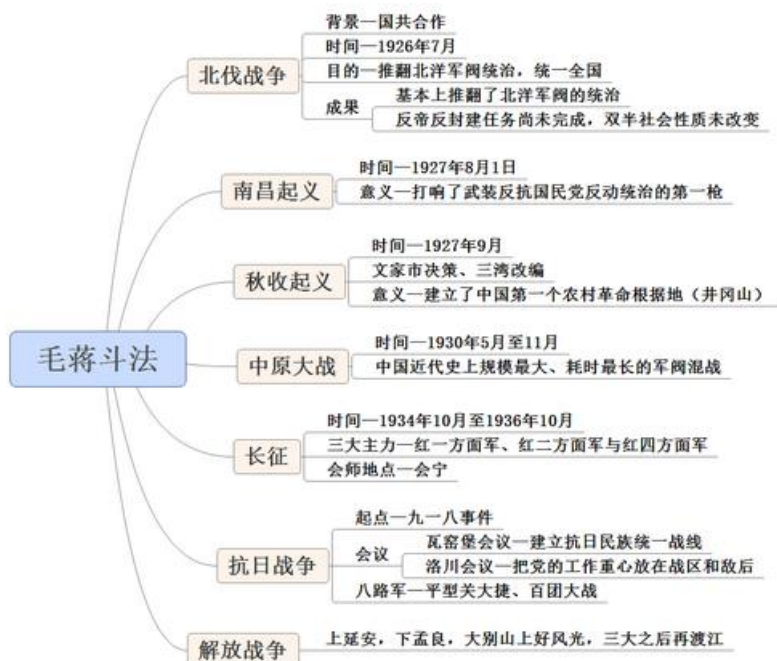 毛蒋斗法
北伐战争
背景—国共合作
时间—1926年7月
目的—推翻北洋军阀统治，统一全国
成果
基本上推翻了北洋军阀的统治
反帝反封建任务尚未完成，双半社会性质未改变
南昌起义
时间—1927年8月1日
意义—打响了武装反抗国民党反动统治的第一枪
秋收起义
时间—1927年9月
文家市决策、三湾改编
意义—建立了中国第一个农村革命根据地（井冈山）
中原大战
时间—1930年5月至11月
中国近代史上规模最大、耗时最长的军阀混战
长征
时间—1934年10月至1936年10月
三大主力—红一方面军、红二方面军与红四方面军
会师地点—会宁
抗日战争
起点—九一八事件
会议
瓦窑堡会议—建立抗日民族统一战线
洛川会议—把党的工作重心放在战区和敌后
八路军—平型关大捷、百团大战
解放战争
上延安，下孟良，大别山上好风光，三大之后再渡江